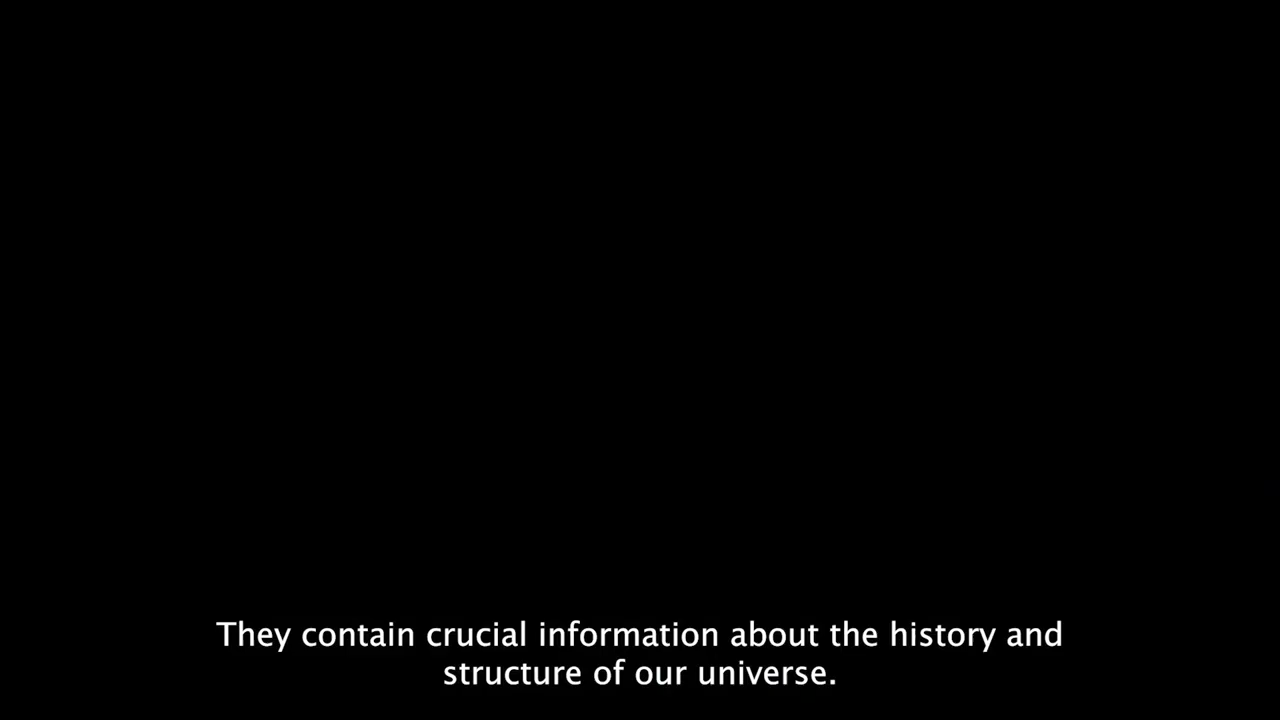 They contain crucial information about the history and
structure of our universe.